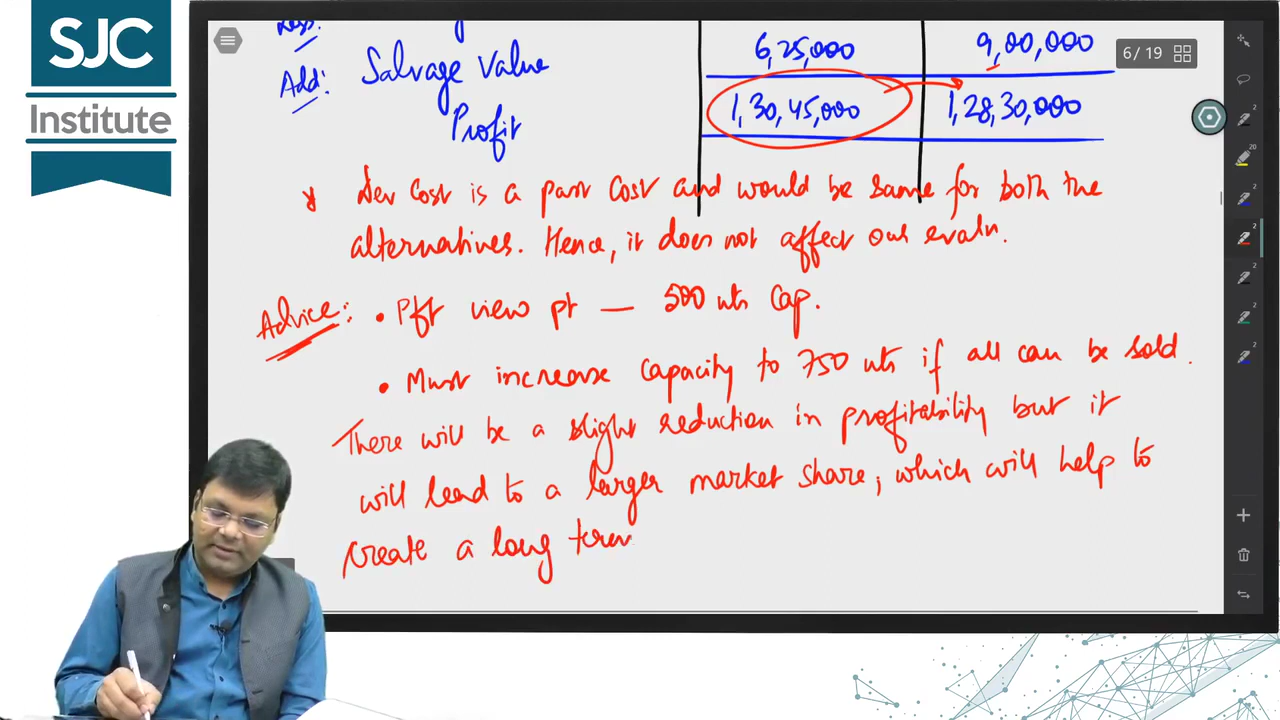 SJC
Institute
Less:
6,25,000 9,00,000
6 / 19
Add: Salvage Value
1,30,45,000 1,28,30,000
Profit
* Dev Cost is a past cost and would be same for both the
alternatives. Hence, it does not affect our evaln.
Advice: • Pft view pt — 500 uts Cap.
• Must increase capacity to 750 uts if all can be sold.
There will be a slight reduction in profitability but it
will lead to a larger market share, which will help to
create a long term